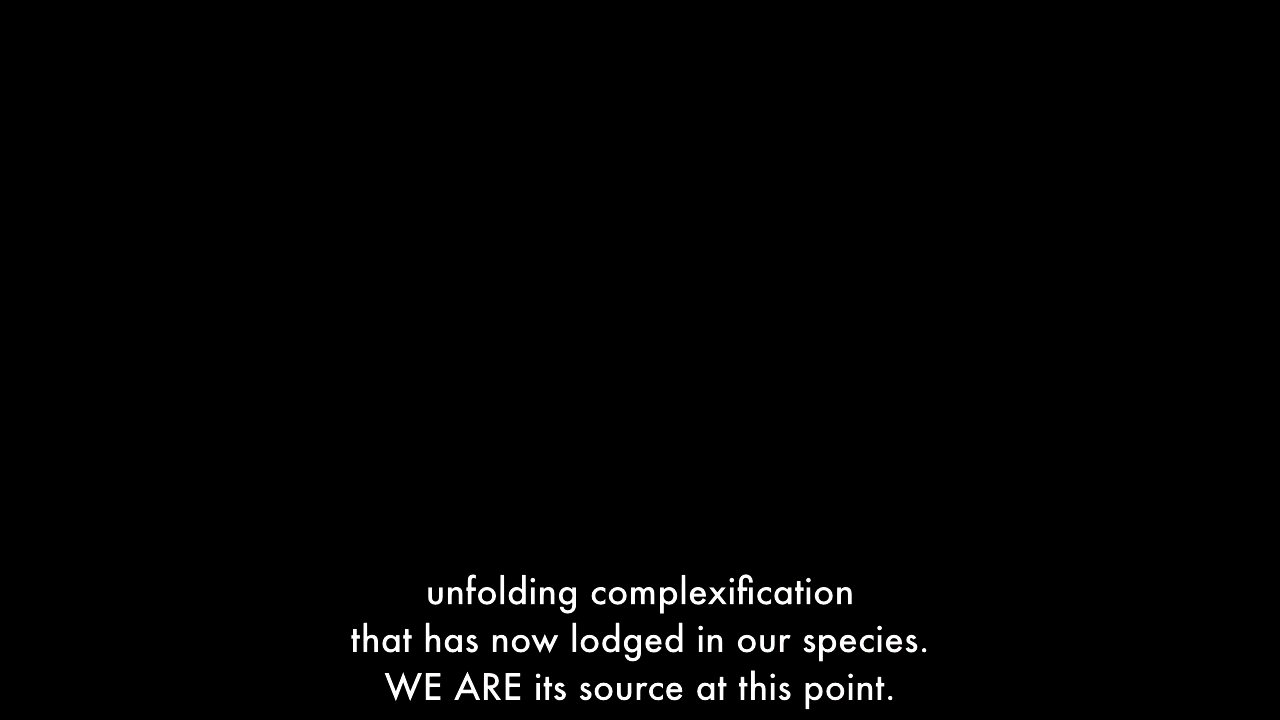 unfolding complexification
that has now lodged in our species.
WE ARE its source at this point.